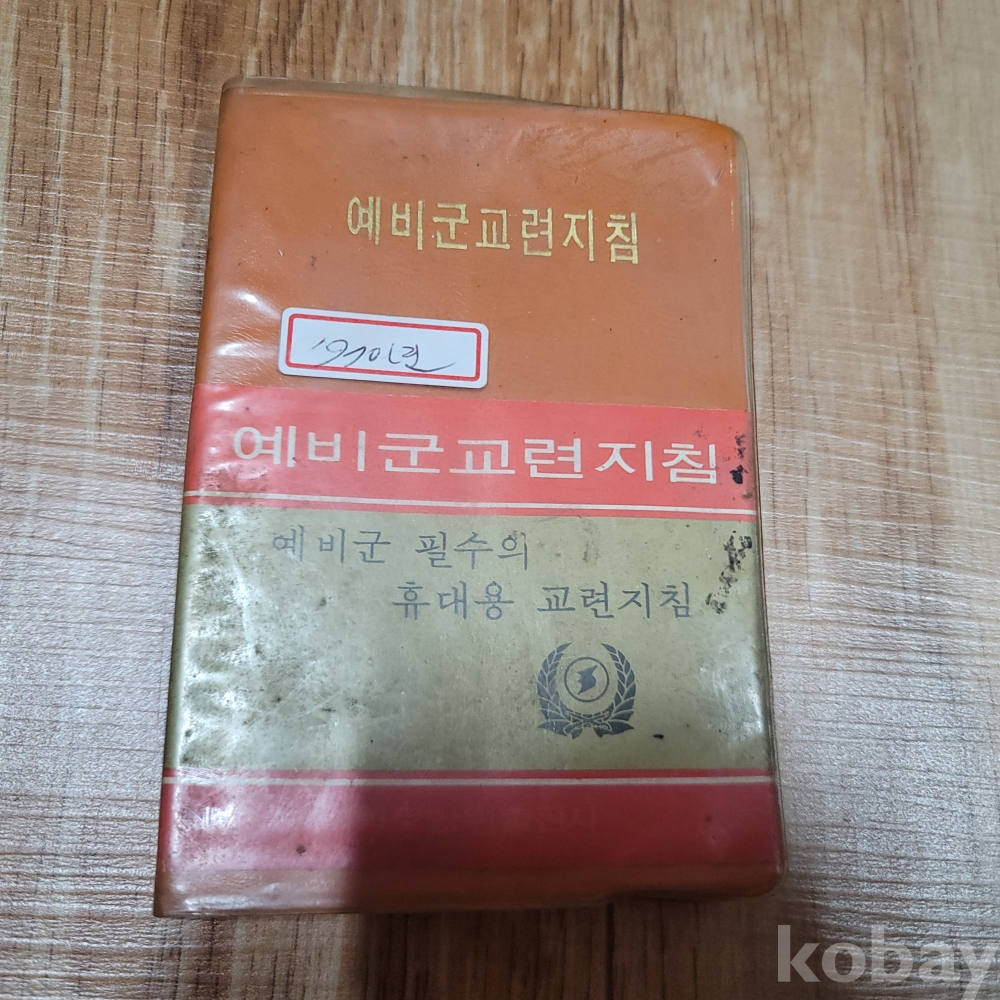 예비군교련지침
1970년
예비군교련지침
예비군 필수의
휴대용 교련지침
kobay